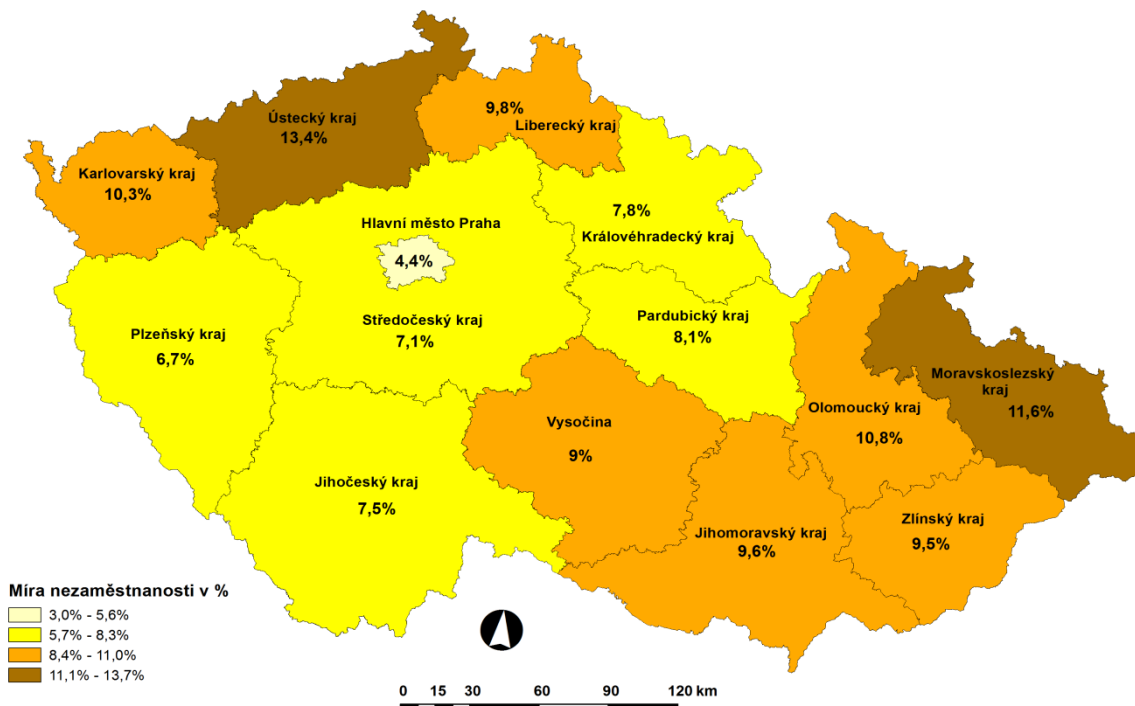 Ústecký kraj
13,4%
9,8%
Liberecký kraj
Karlovarský kraj
10,3%
7,8%
Královéhradecký kraj
Hlavní město Praha
4,4%
Středočeský kraj
7,1%
Pardubický kraj
8,1%
Plzeňský kraj
6,7%
Moravskoslezský
kraj
11,6%
Olomoucký kraj
10,8%
Vysočina
9%
Jihočeský kraj
7,5%
Jihomoravský kraj
9,6%
Zlínský kraj
9,5%
Míra nezaměstnanosti v %
3,0% - 5,6%
5,7% - 8,3%
8,4% - 11,0%
11,1% - 13,7%
0 15 30 60 90 120 km